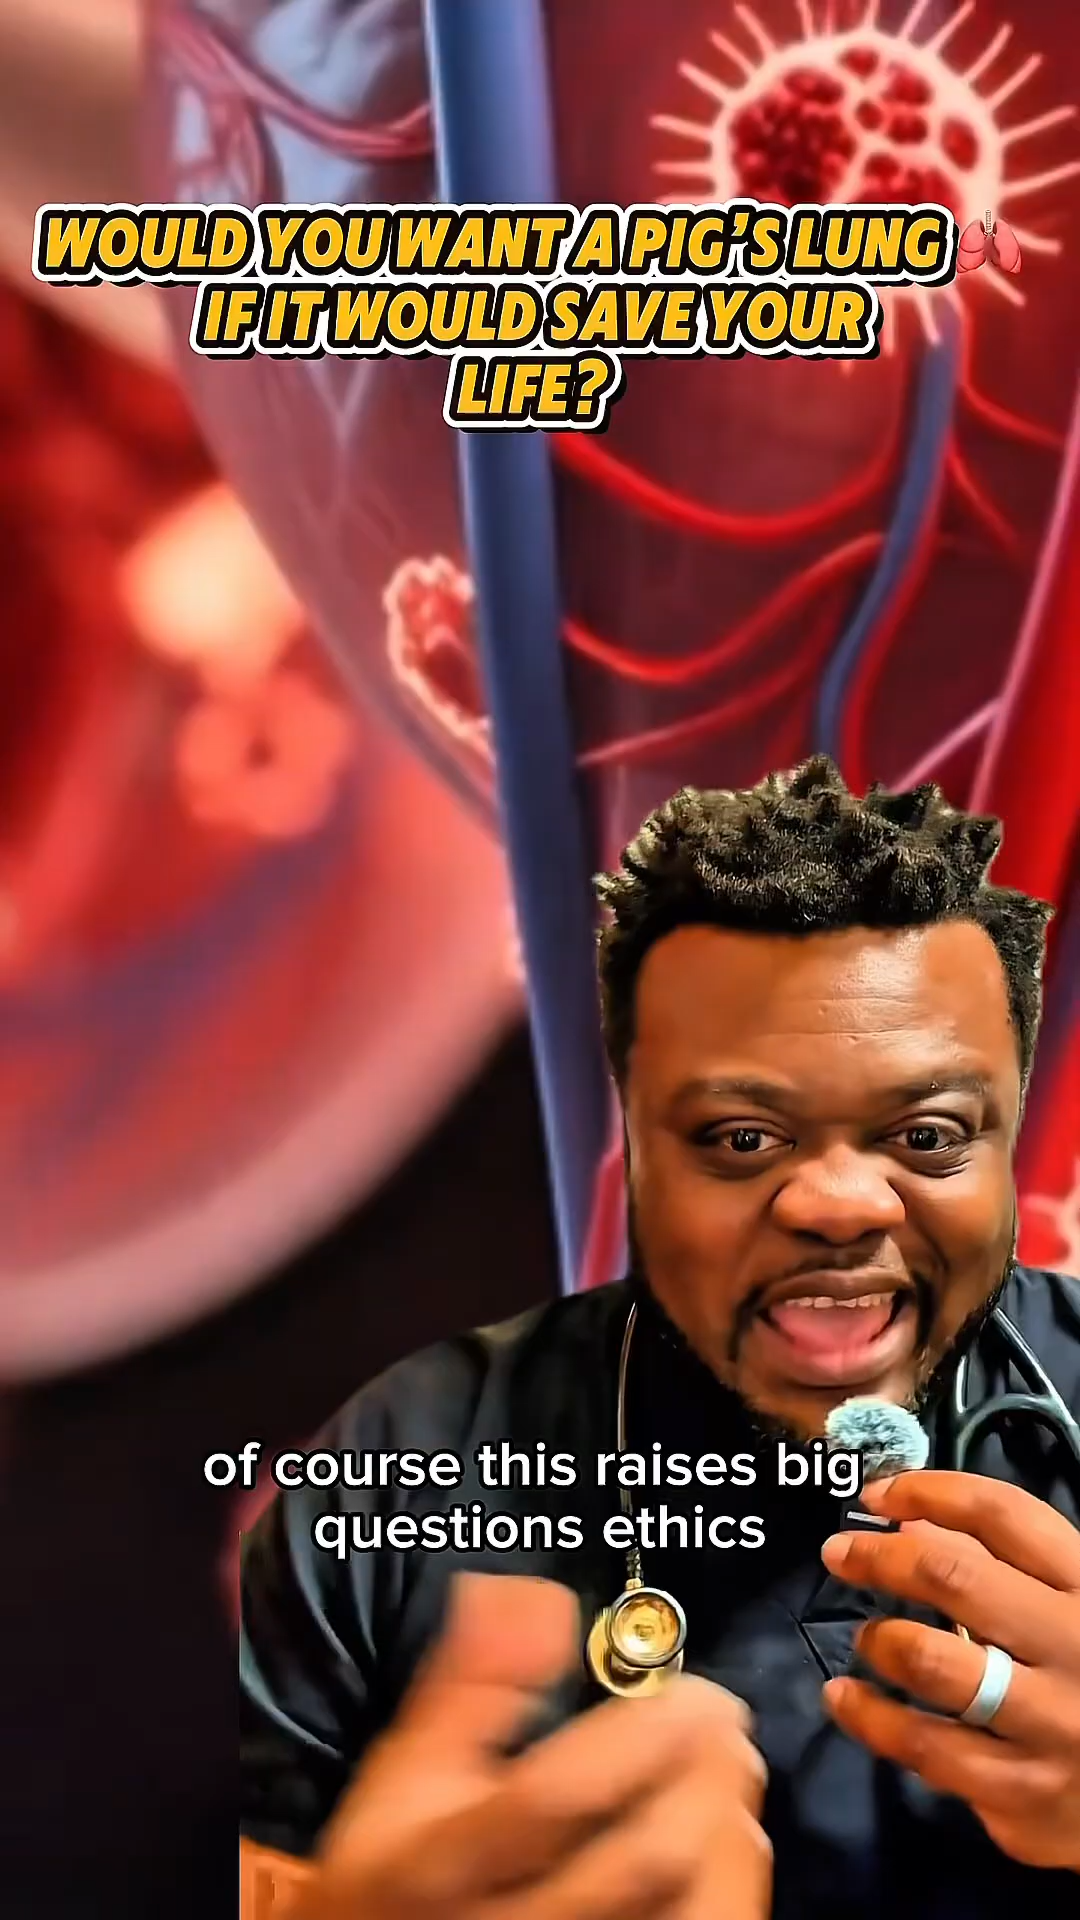 WOULD YOU WANT A PIG'S LUNG 🫁
IF IT WOULD SAVE YOUR
LIFE?
of course this raises big
questions ethics